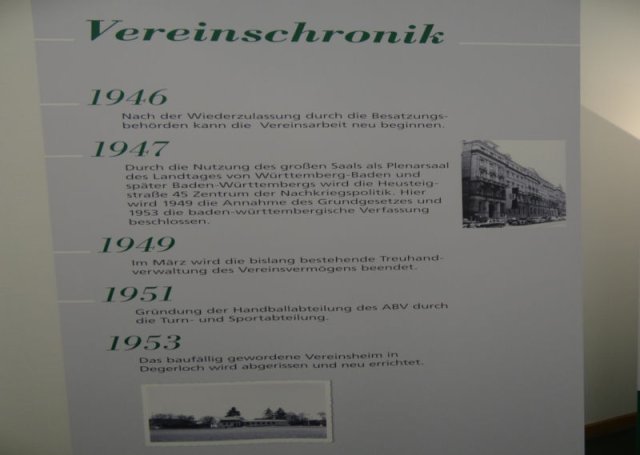 Vereinschronik
1946
Nach der Wiederzulassung durch die Besatzungs-
behörden kann die Vereinsarbeit neu beginnen.
1947
Durch die Nutzung des großen Saals als Plenarsaal
des Landtages von Württemberg-Baden und
später Baden-Württembergs wird die Heusteig-
straße 45 Zentrum der Nachkriegspolitik. Hier
wird 1949 die Annahme des Grundgesetzes und
1953 die baden-württembergische Verfassung
beschlossen.
1949
Im März wird die bislang bestehende Treuhand-
verwaltung des Vereinsvermögens beendet.
1951
Gründung der Handballabteilung des ABV durch
die Turn- und Sportabteilung.
1953
Das baufällig gewordene Vereinsheim in
Degerloch wird abgerissen und neu errichtet.